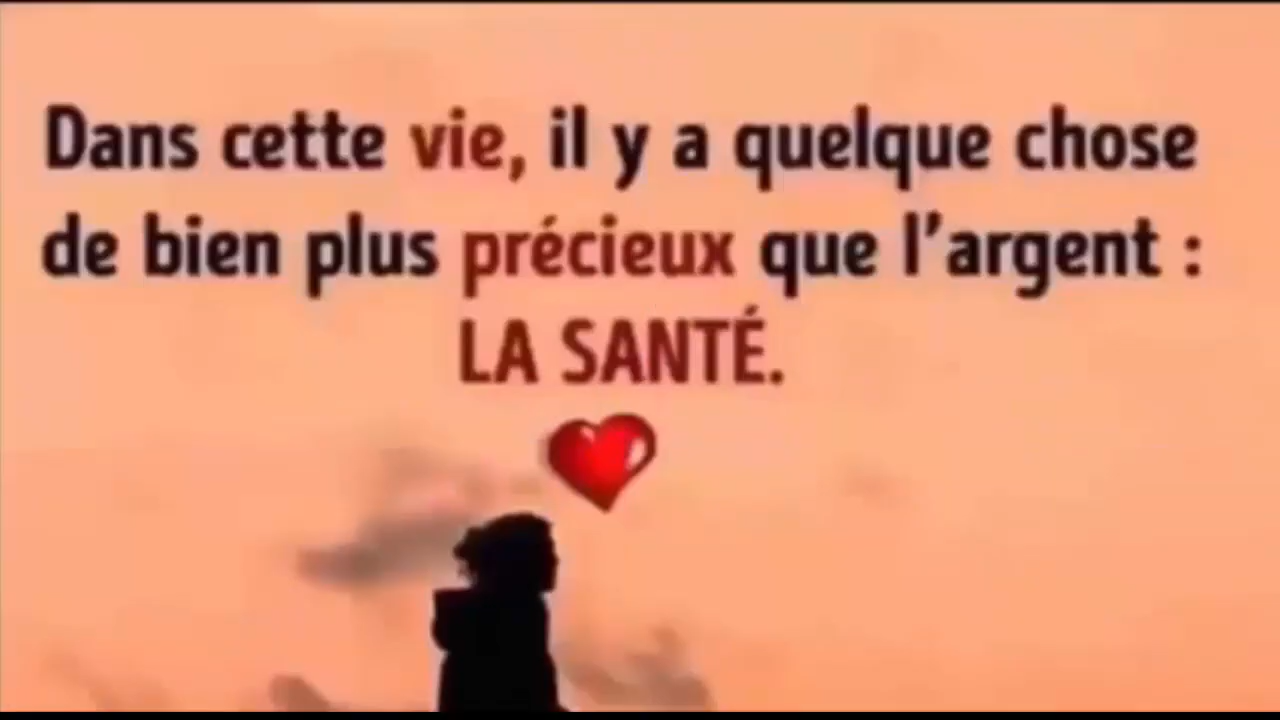 Dans cette vie, il y a quelque chose
de bien plus précieux que l'argent :
LA SANTÉ.